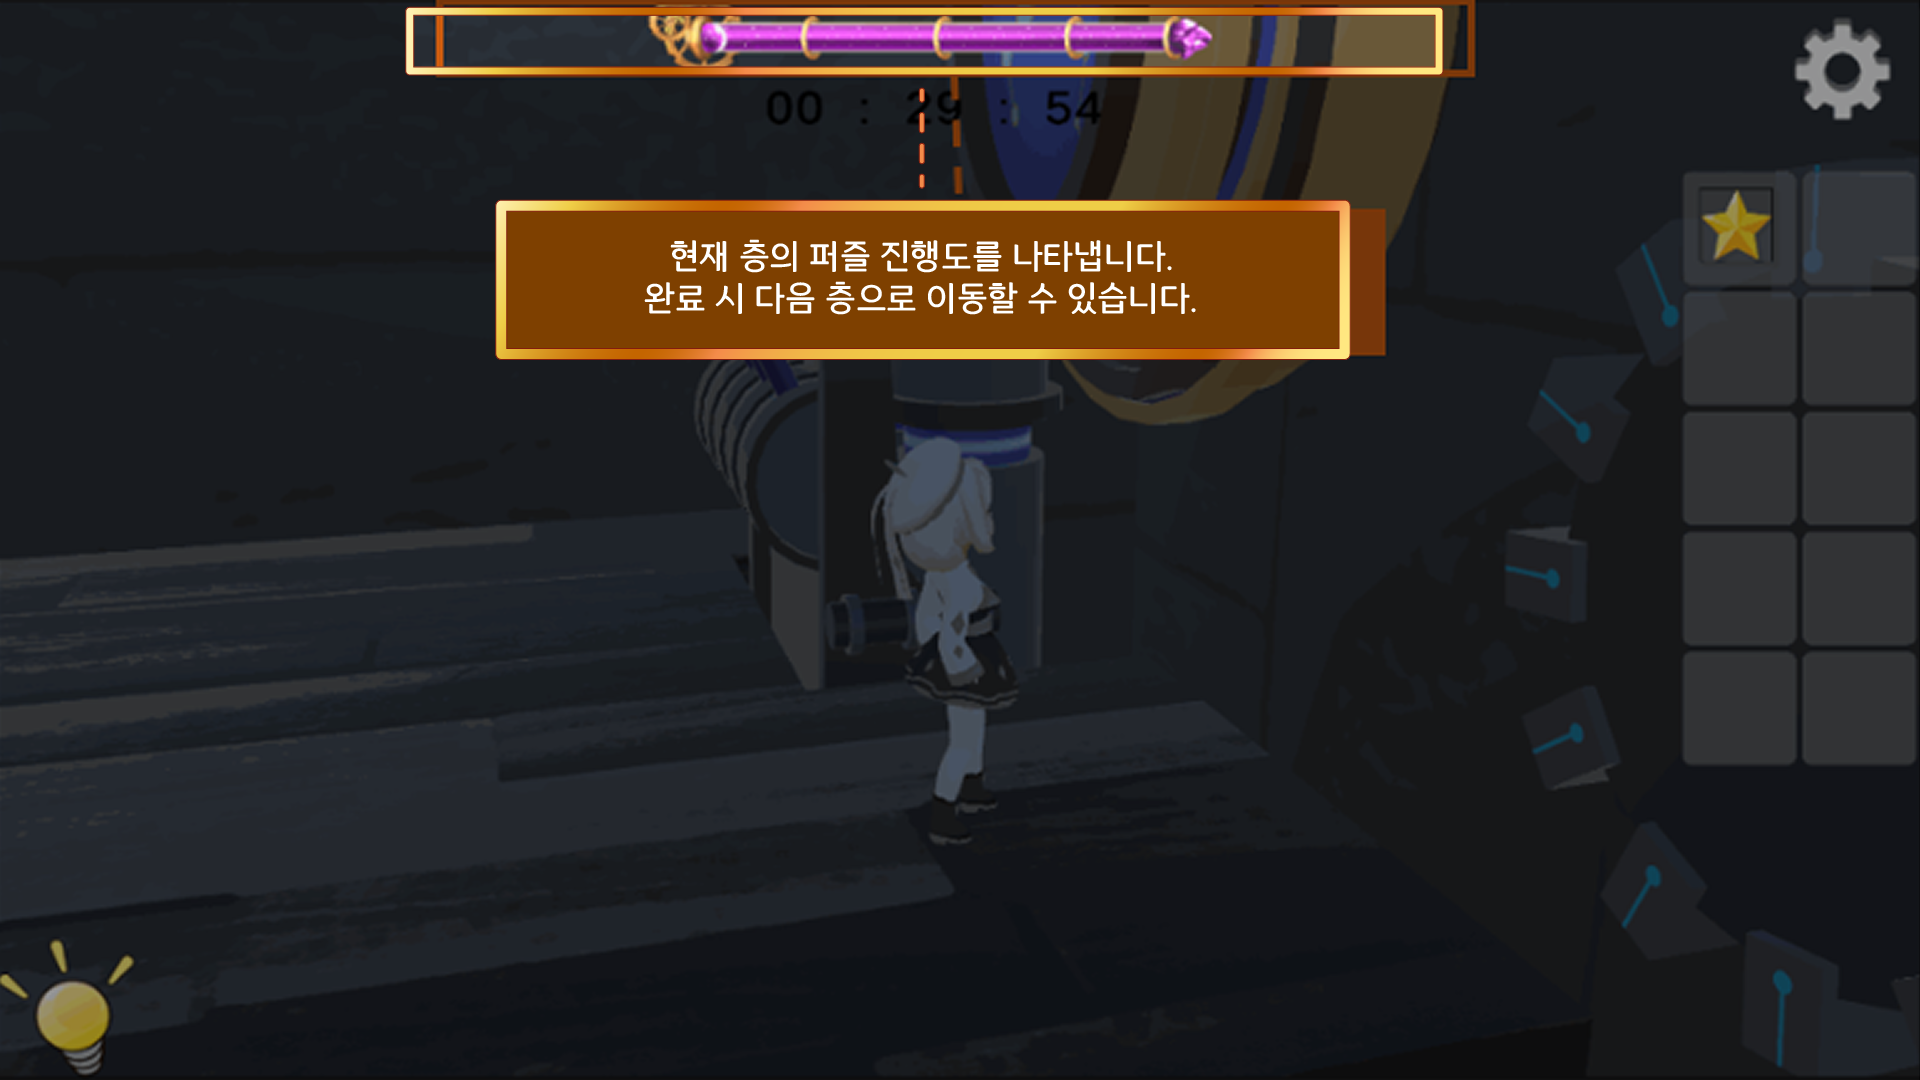 00 : 29 : 54
현재 층의 퍼즐 진행도를 나타냅니다.
완료 시 다음 층으로 이동할 수 있습니다.